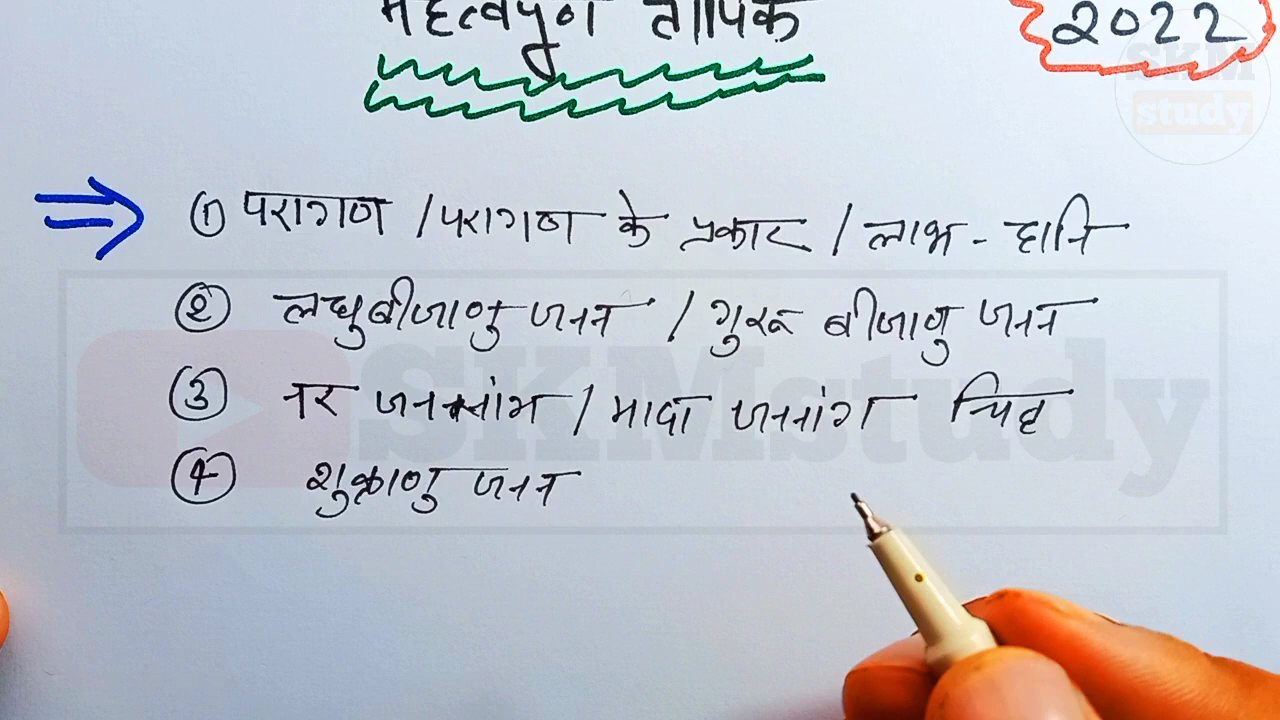 महत्वपूर्ण टॉपिक
2022
SKM
study
① परागण / परागण के प्रकार / लाभ - हानि
② लघुबीजाणु जनन / गुरू बीजाणु जनन
③ नर जननांग / मादा जननांग चित्र
④ शुक्राणु जनन
SKMstudy